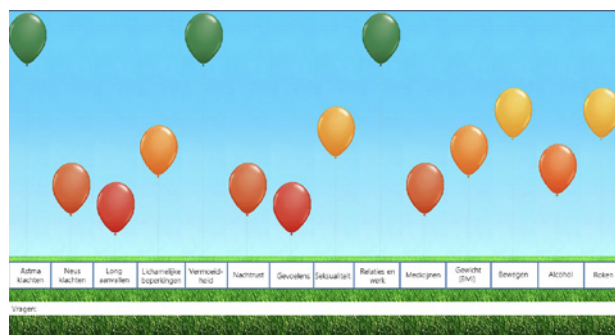 Astma
klachten
Neus
klachten
Long
aanvallen
Lichamelijke
beperkingen
Vermoeid-
heid
Nachtrust
Gevoelens
Seksualiteit
Relaties en
werk
Medicijnen
Gewicht
(BMI)
Bewegen
Alcohol
Roken
Vragen: